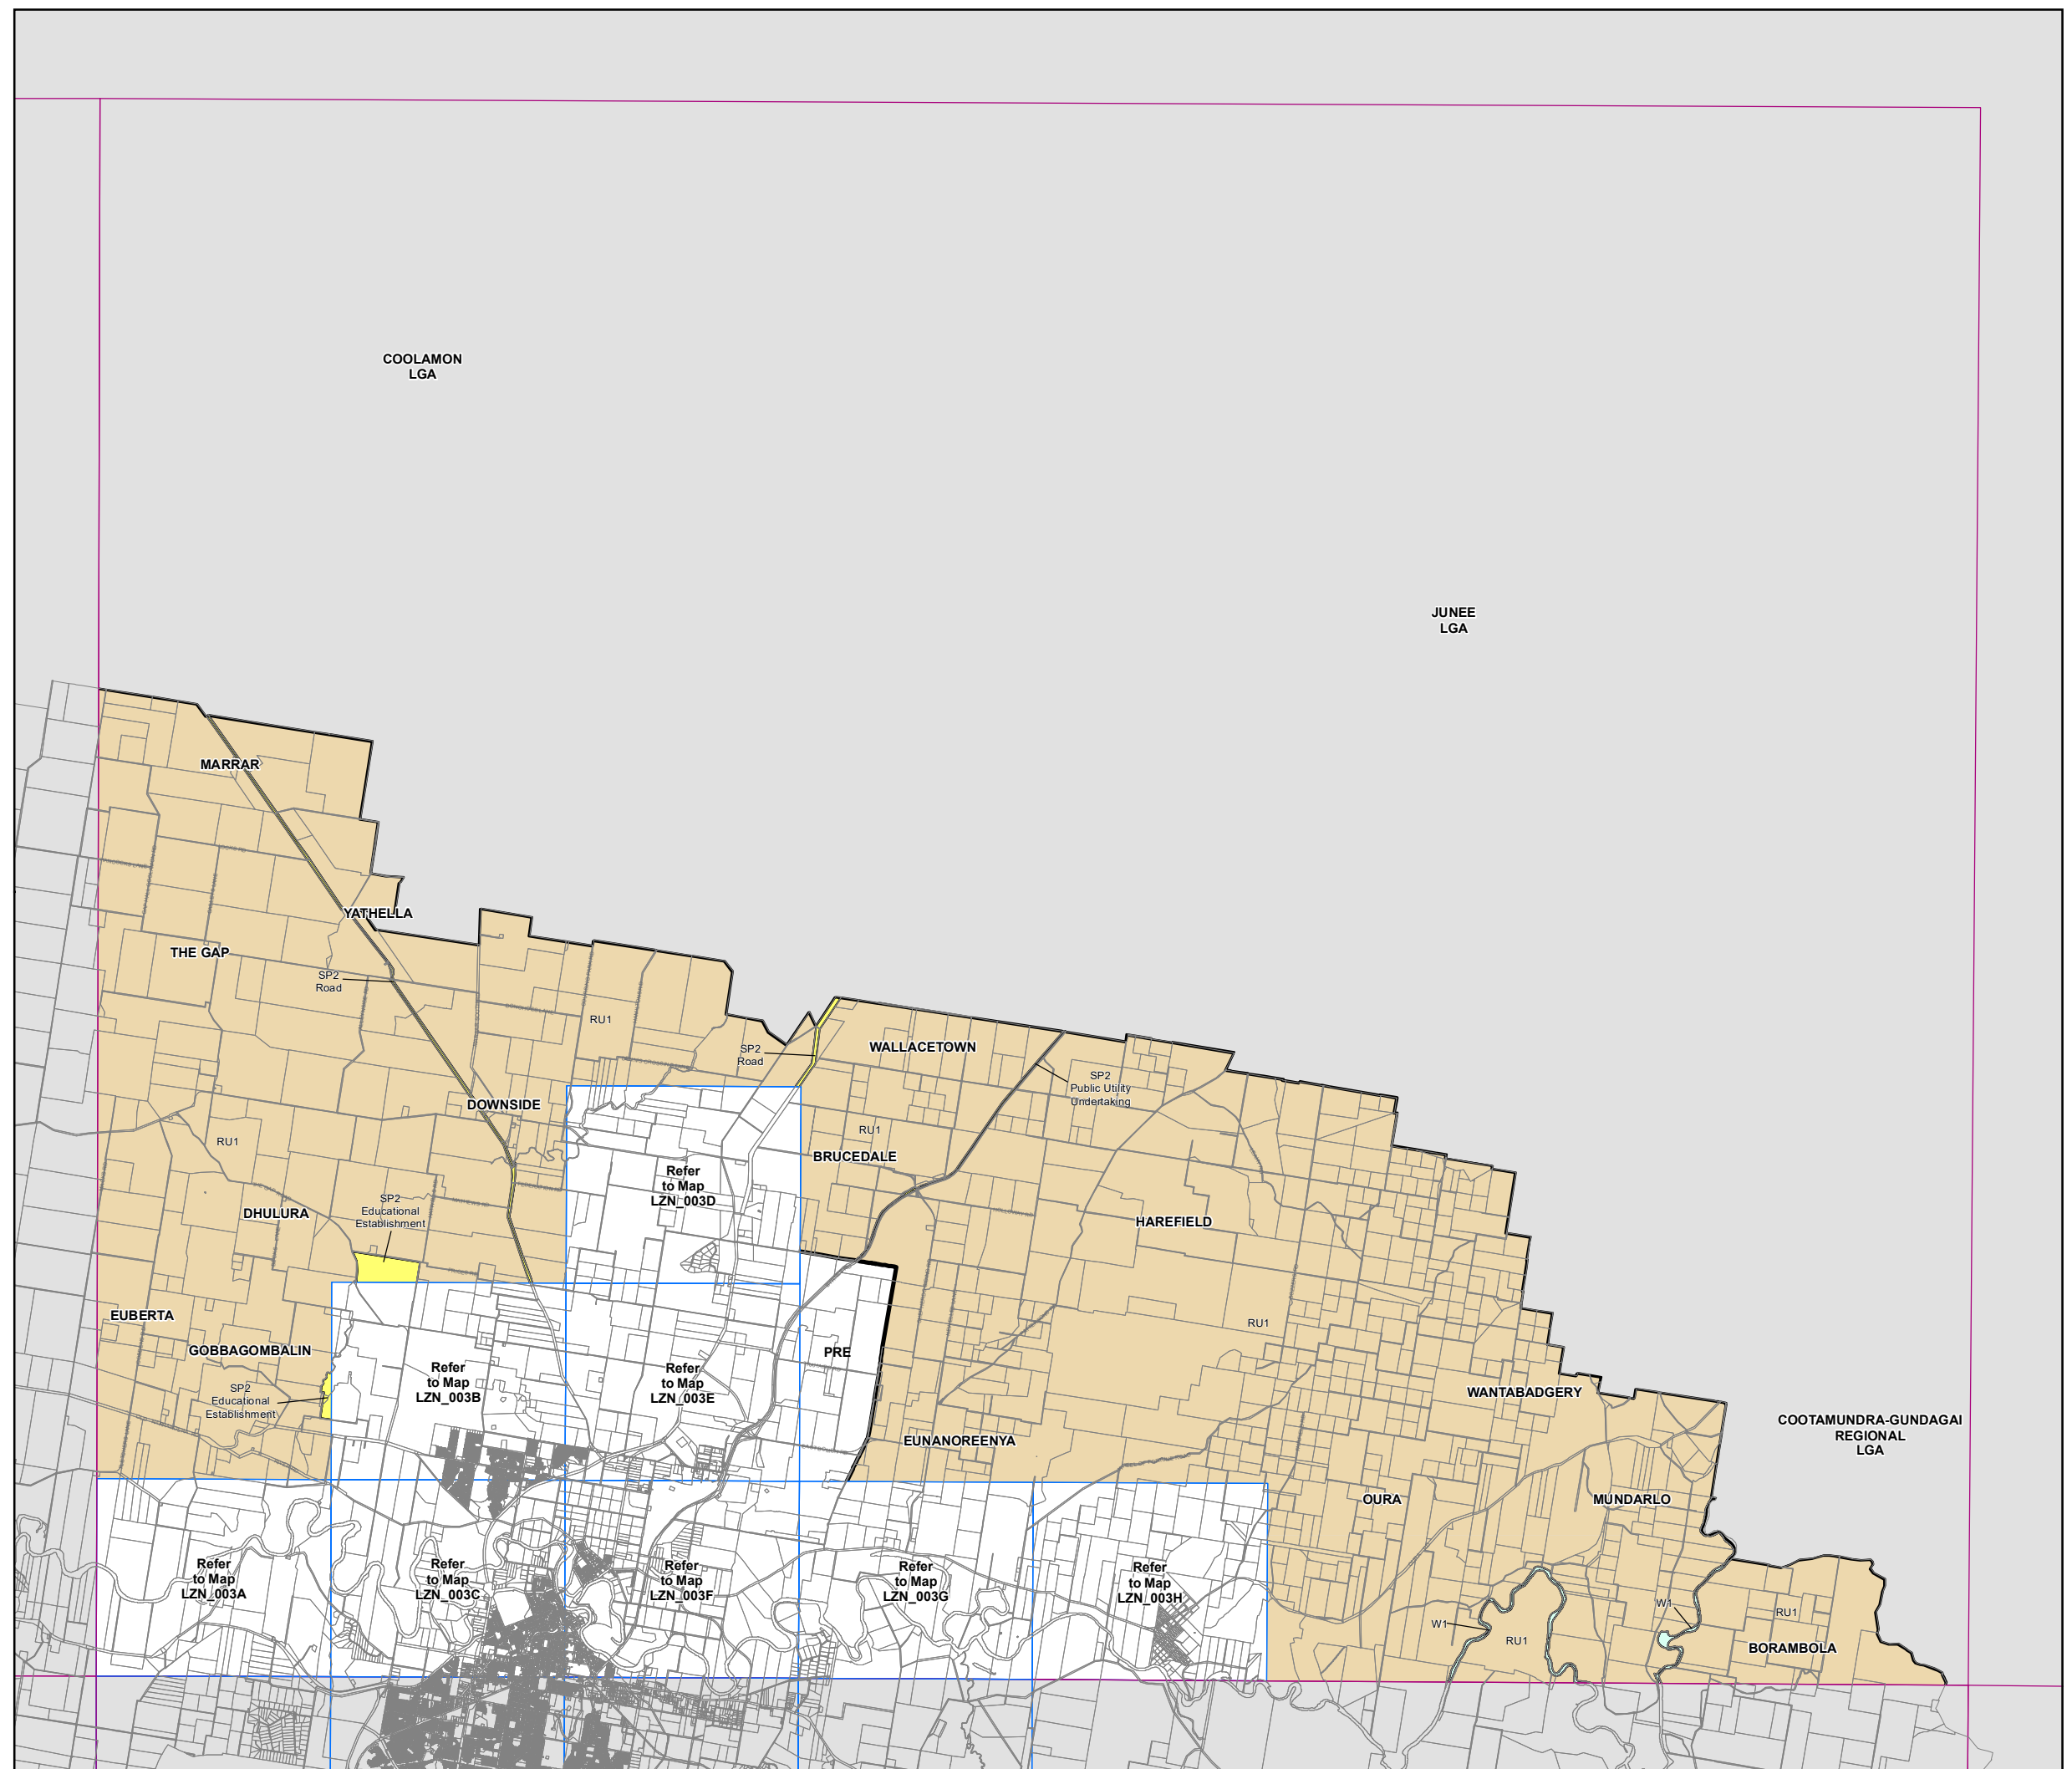 COOLAMON
LGA
JUNEE
LGA
MARRAR
YATHELLA
THE GAP
SP2
Road
RU1
SP2
Road
WALLACETOWN
SP2
Public Utility
Undertaking
DOWNSIDE
RU1
RU1
BRUCEDALE
Refer
to Map
LZN_003D
SP2
Educational
Establishment
DHULURA
HAREFIELD
EUBERTA
RU1
GOBBAGOMBALIN
PRE
Refer
to Map
LZN_003B
Refer
to Map
LZN_003E
SP2
Educational
Establishment
WANTABADGERY
COOTAMUNDRA-GUNDAGAI
REGIONAL
LGA
EUNANOREENYA
OURA
MUNDARLO
Refer
to Map
LZN_003A
Refer
to Map
LZN_003C
Refer
to Map
LZN_003F
Refer
to Map
LZN_003G
Refer
to Map
LZN_003H
W1
RU1
W1
RU1
BORAMBOLA